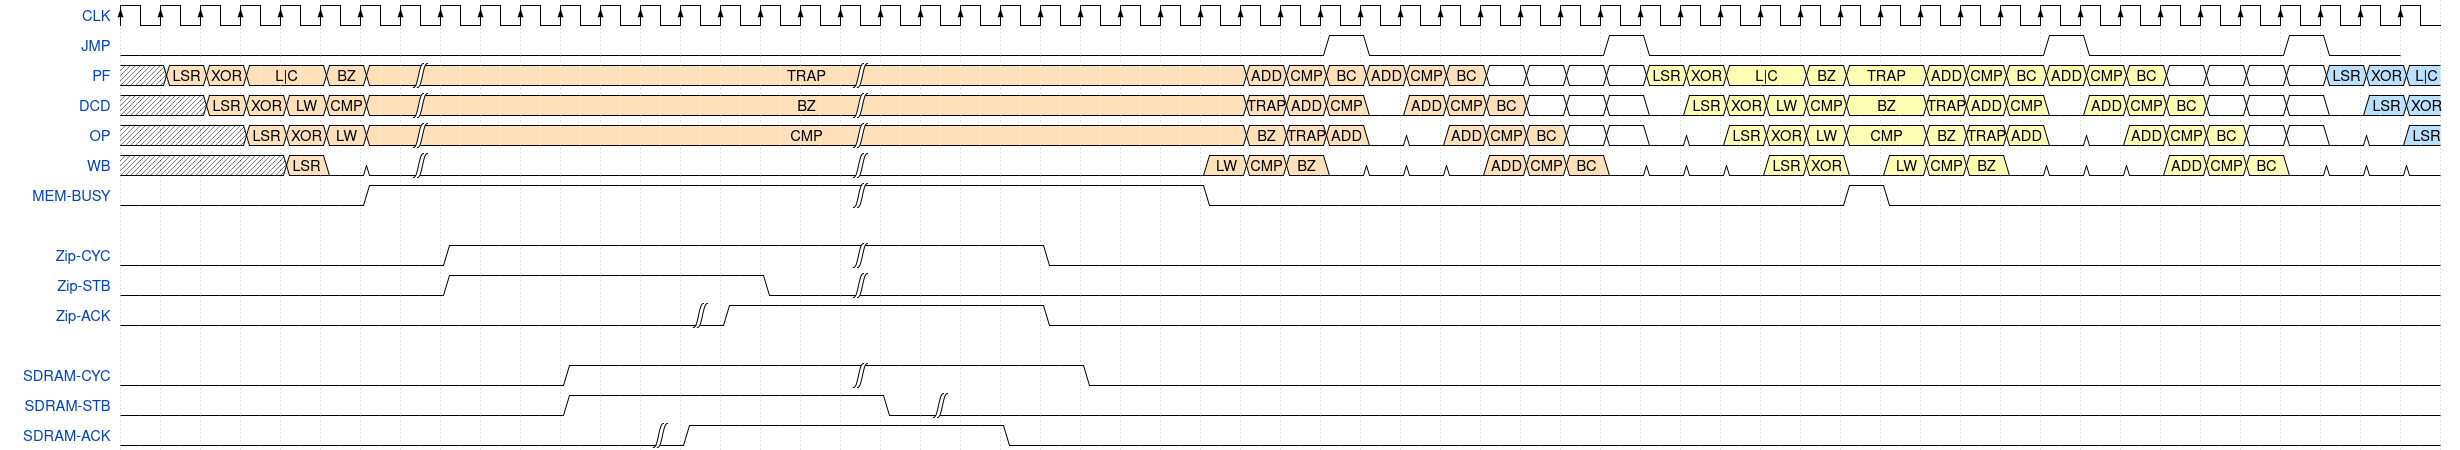 CLK
JMP
PF LSR XOR L|C BZ TRAP ADD CMP BC ADD CMP BC LSR XOR L|C BZ TRAP ADD CMP BC ADD CMP BC LSR XOR L|C
DCD LSR XOR LW CMP BZ TRAP ADD CMP ADD CMP BC LSR XOR LW CMP BZ TRAP ADD CMP ADD CMP BC LSR XOR
OP LSR XOR LW CMP BZ TRAP ADD ADD CMP BC LSR XOR LW CMP BZ TRAP ADD ADD CMP BC LSR
WB LSR LW CMP BZ ADD CMP BC LSR XOR LW CMP BZ ADD CMP BC
MEM-BUSY
Zip-CYC
Zip-STB
Zip-ACK
SDRAM-CYC
SDRAM-STB
SDRAM-ACK